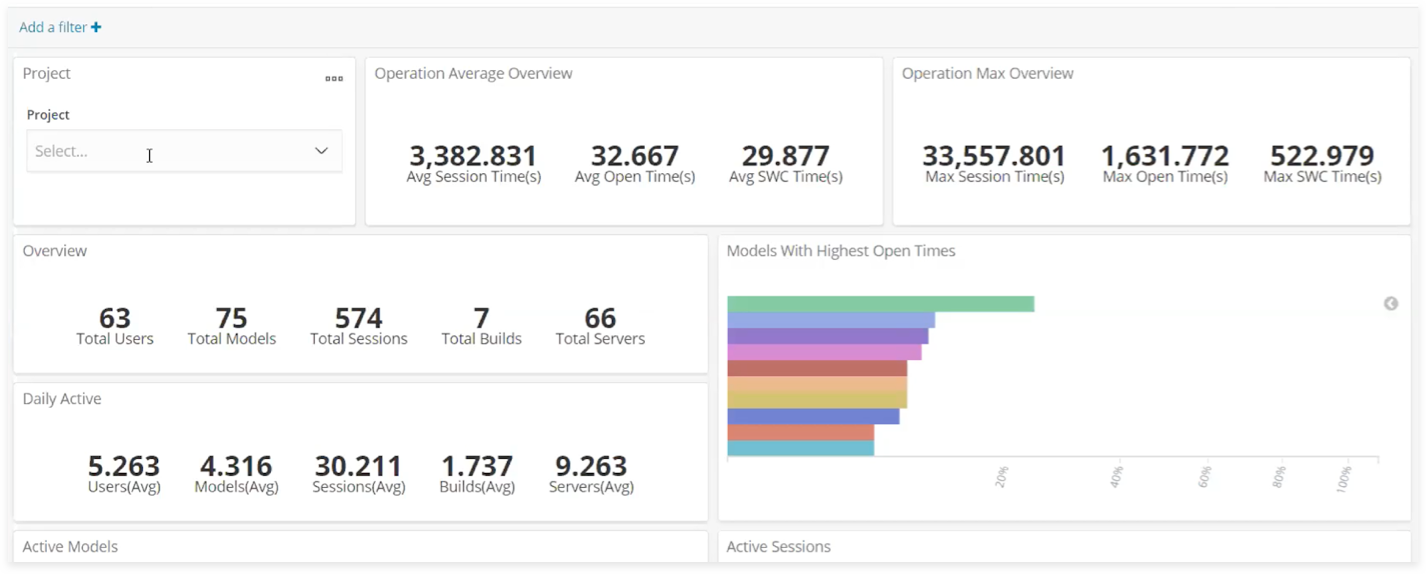 Add a filter +
Project
Project
Select...
Operation Average Overview
3,382.831 32.667 29.877
Avg Session Time(s) Avg Open Time(s) Avg SWC Time(s)
Operation Max Overview
33,557.801 1,631.772 522.979
Max Session Time(s) Max Open Time(s) Max SWC Time(s)
Overview
63 75 574 7 66
Total Users Total Models Total Sessions Total Builds Total Servers
Models With Highest Open Times
20% 40% 60% 80% 100%
Daily Active
5.263 4.316 30.211 1.737 9.263
Users(Avg) Models(Avg) Sessions(Avg) Builds(Avg) Servers(Avg)
Active Models
Active Sessions